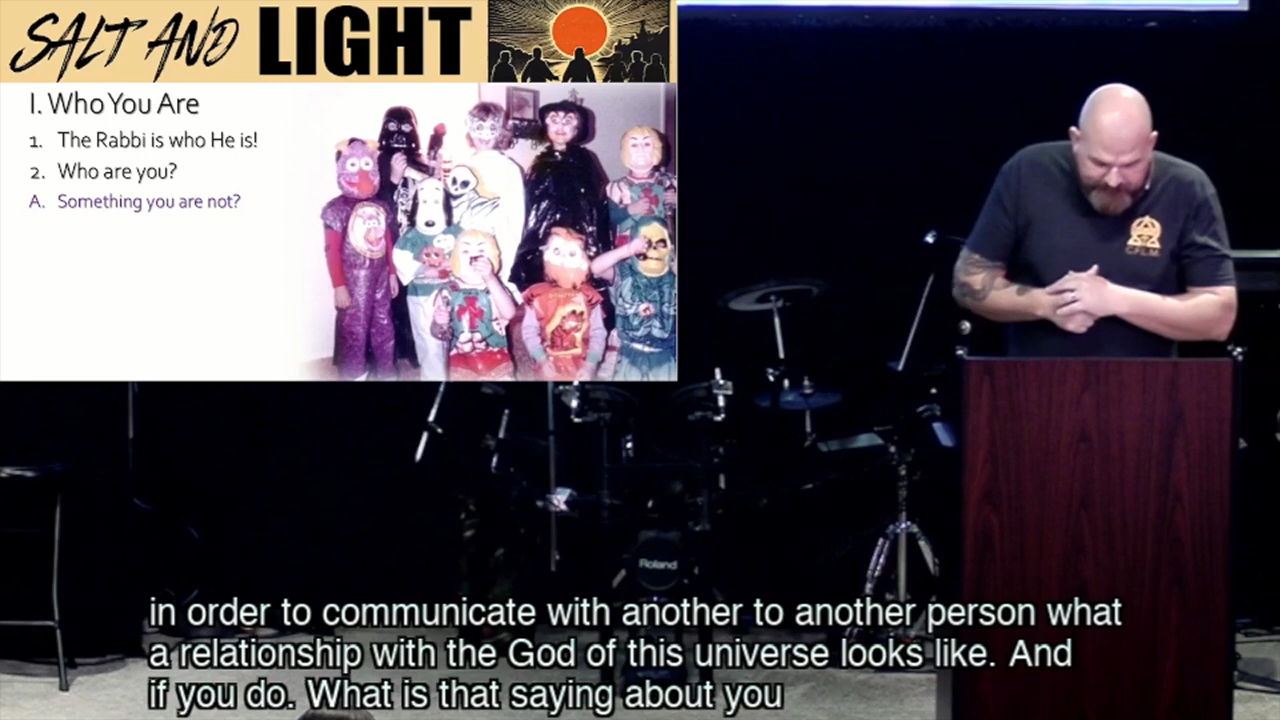 SALT AND LIGHT
I. Who You Are
1. The Rabbi is who He is!
2. Who are you?
A. Something you are not?
C.F.L.M.
Roland
in order to communicate with another to another person what
a relationship with the God of this universe looks like. And
if you do. What is that saying about you